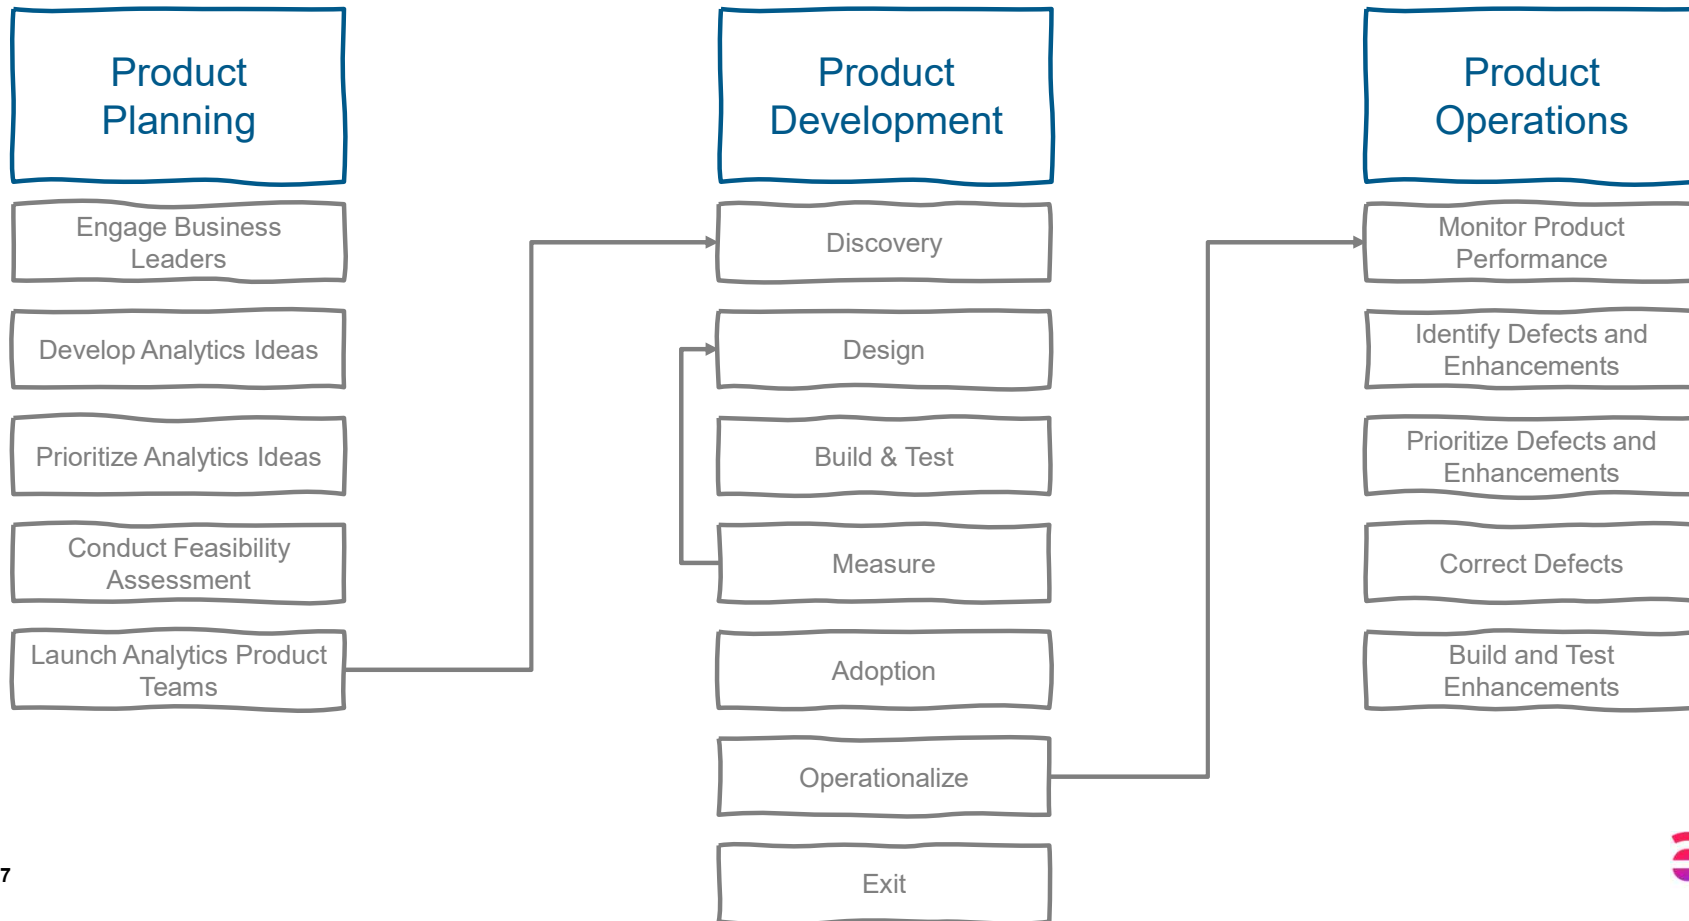 Product
Planning
Engage Business
Leaders
Develop Analytics Ideas
Prioritize Analytics Ideas
Conduct Feasibility
Assessment
Launch Analytics Product
Teams
Product
Development
Discovery
Design
Build & Test
Measure
Adoption
Operationalize
Exit
Product
Operations
Monitor Product
Performance
Identify Defects and
Enhancements
Prioritize Defects and
Enhancements
Correct Defects
Build and Test
Enhancements
7